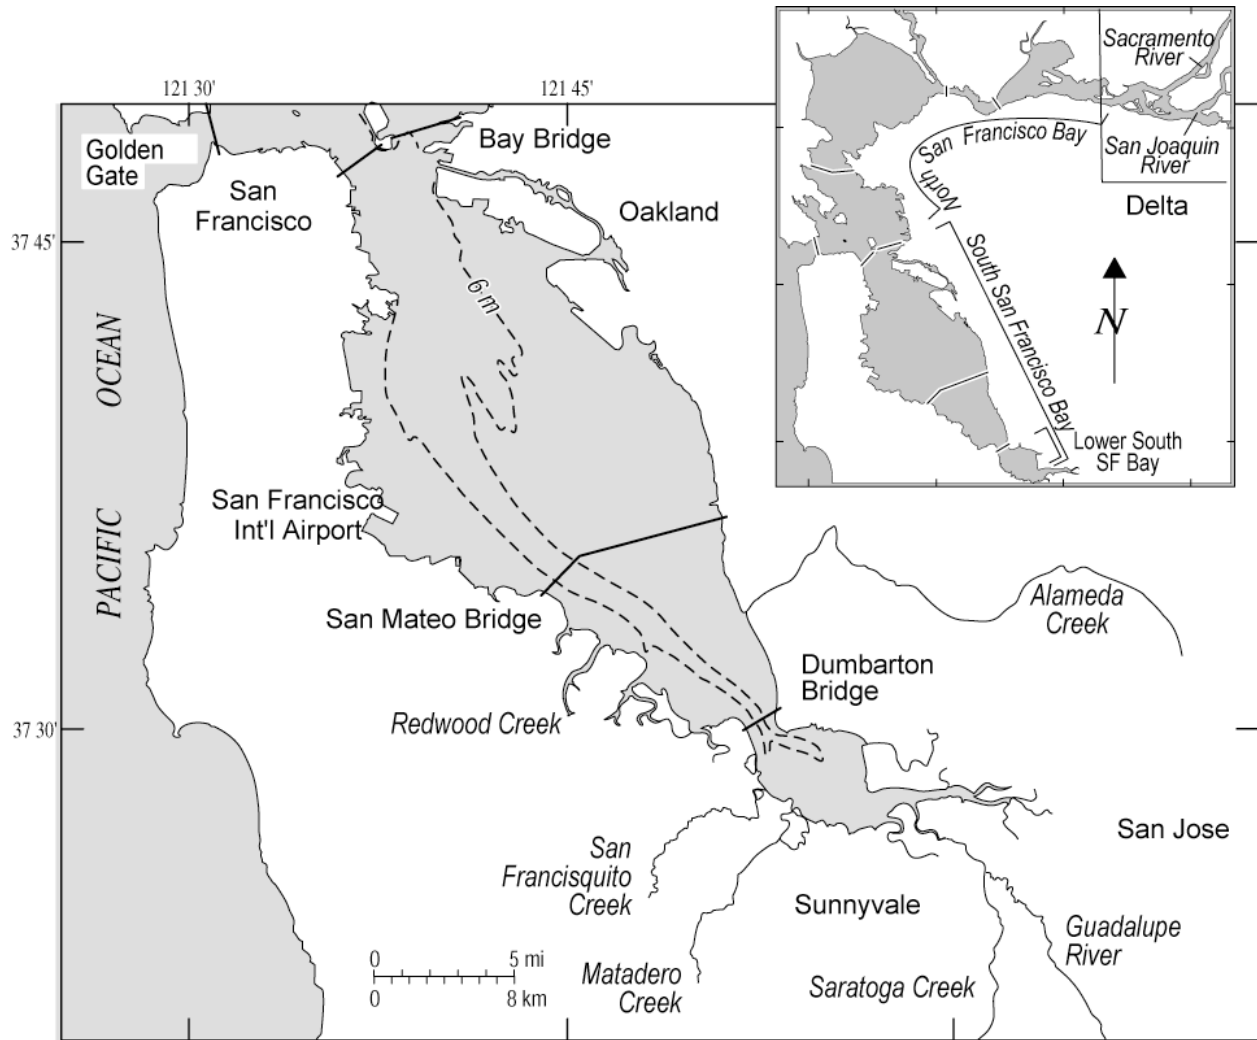 121 30'
121 45'
Golden
Gate
Bay Bridge
San
Francisco
Oakland
37 45'
6 m
PACIFIC OCEAN
San Francisco
Int'l Airport
San Mateo Bridge
Alameda
Creek
Dumbarton
Bridge
Redwood Creek
37 30'
San Jose
San
Francisquito
Creek
Sunnyvale
Guadalupe
River
Matadero
Creek
Saratoga Creek
0 5 mi
0 8 km
Sacramento
River
North San Francisco Bay
San Joaquin
River
Delta
South San Francisco Bay
N
Lower South
SF Bay